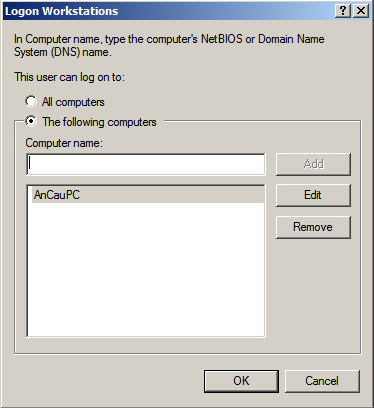 Logon Workstations
In Computer name, type the computer's NetBIOS or Domain Name
System (DNS) name.
This user can log on to:
All computers
The following computers
Computer name:
Add
AnCauPC
Edit
Remove
OK
Cancel